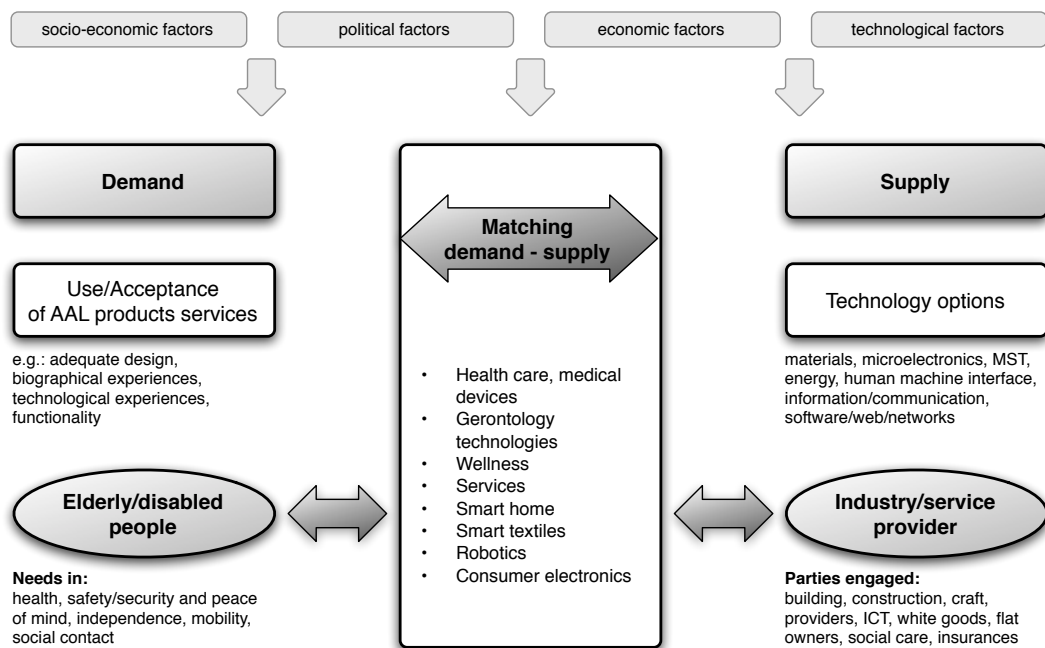 socio-economic factors
political factors
economic factors
technological factors
Demand
Use/Acceptance
of AAL products services
e.g.: adequate design,
biographical experiences,
technological experiences,
functionality
Elderly/disabled
people
Needs in:
health, safety/security and peace
of mind, independence, mobility,
social contact
Matching
demand - supply
• Health care, medical
devices
• Gerontology
technologies
• Wellness
• Services
• Smart home
• Smart textiles
• Robotics
• Consumer electronics
Supply
Technology options
materials, microelectronics, MST,
energy, human machine interface,
information/communication,
software/web/networks
Industry/service
provider
Parties engaged:
building, construction, craft,
providers, ICT, white goods, flat
owners, social care, insurances